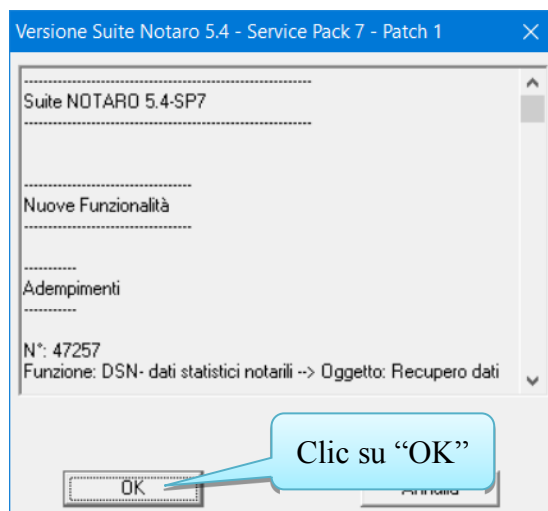 Versione Suite Notaro 5.4 - Service Pack 7 - Patch 1
Suite NOTARO 5.4-SP7
Nuove Funzionalità
Adempimenti
N°: 47257
Funzione: DSN- dati statistici notarili --> Oggetto: Recupero dati
Clic su “OK”
OK